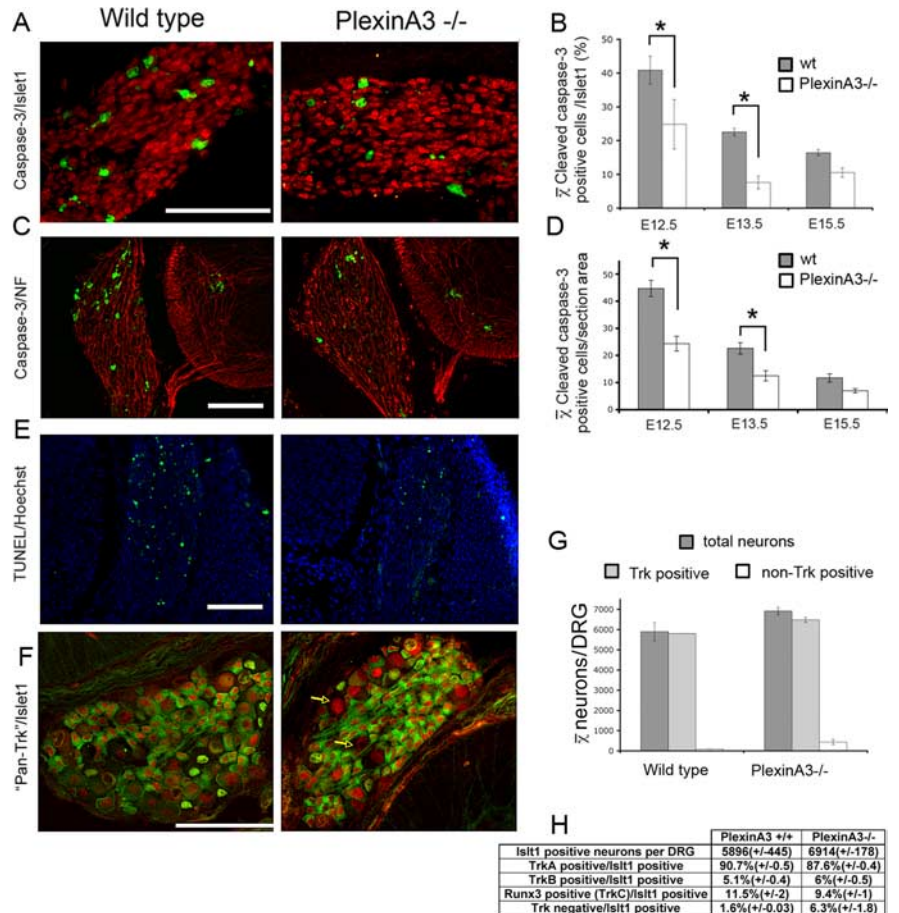 Wild type PlexinA3 -/-
A
Caspase-3/Islet1
B
χ̅ Cleaved caspase-3
positive cells /Islet1 (%)
50
40
30
20
10
0
*
*
wt
PlexinA3-/-
E12.5 E13.5 E15.5
C
Caspase-3/NF
D
χ̅ Cleaved caspase-3
positive cells/section area
50
40
30
20
10
0
*
*
wt
PlexinA3-/-
E12.5 E13.5 E15.5
E
TUNEL/Hoechst
F
"Pan-Trk"/Islet1
G
total neurons
Trk positive non-Trk positive
χ̅ neurons/DRG
7000
6000
5000
4000
3000
2000
1000
0
Wild type PlexinA3-/-
H
PlexinA3 +/+ PlexinA3-/-
Islt1 positive neurons per DRG 5896(+/-445) 6914(+/-178)
TrkA positive/Islt1 positive 90.7%(+/-0.5) 87.6%(+/-0.4)
TrkB positive/Islt1 positive 5.1%(+/-0.4) 6%(+/-0.5)
Runx3 positive (TrkC)/Islt1 positive 11.5%(+/-2) 9.4%(+/-1)
Trk negative/Islt1 positive 1.6%(+/-0.03) 6.3%(+/-1.8)